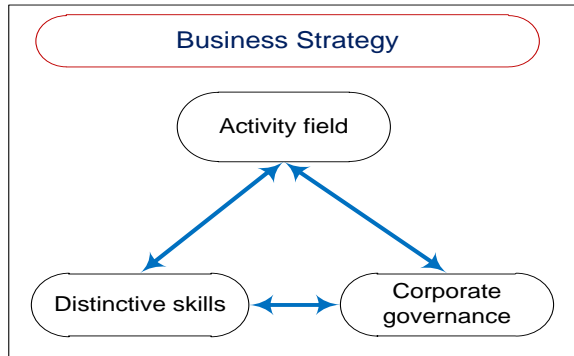 Business Strategy
Activity field
Distinctive skills
Corporate
governance